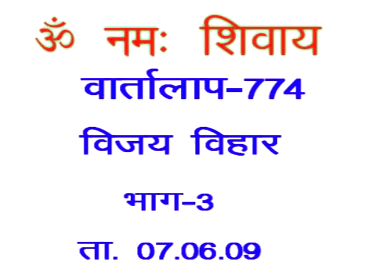 ॐ नमः शिवाय
वार्तालाप-774
विजय विहार
भाग-3
ता. 07.06.09